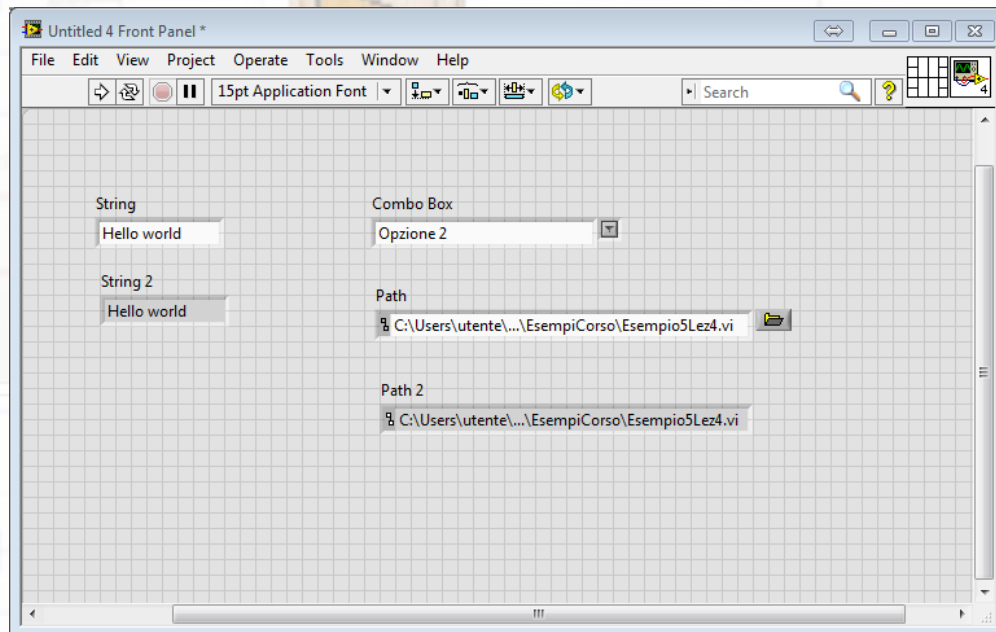 Untitled 4 Front Panel *
File Edit View Project Operate Tools Window Help
15pt Application Font
Search
4
String
Combo Box
Hello world
Opzione 2
String 2
Path
Hello world
C:\Users\utente\...\EsempiCorso\Esempio5Lez4.vi
Path 2
C:\Users\utente\...\EsempiCorso\Esempio5Lez4.vi